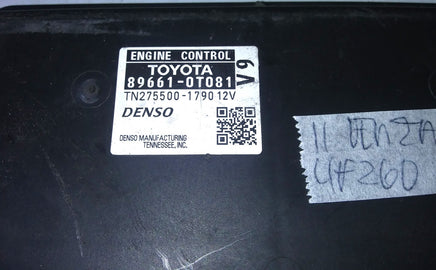 ENGINE CONTROL
TOYOTA
89661-0T081
TN275500-1790 12V
V9
DENSO
DENSO MANUFACTURING
TENNESSEE, INC.
11 VENZA
4F260